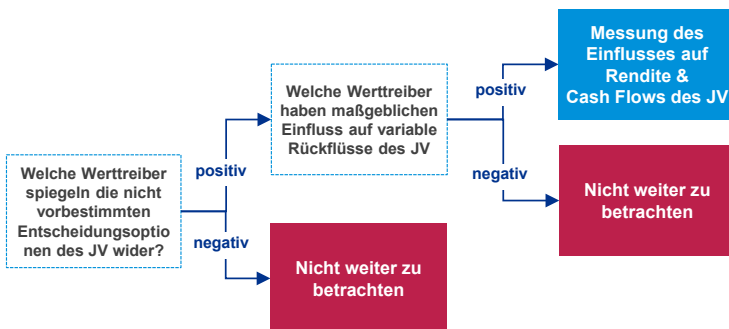 Welche Werttreiber
spiegeln die nicht
vorbestimmten
Entscheidungsoptio
nen des JV wider?
positiv
negativ
Welche Werttreiber
haben maßgeblichen
Einfluss auf variable
Rückflüsse des JV
Nicht weiter zu
betrachten
positiv
negativ
Messung des
Einflusses auf
Rendite &
Cash Flows des JV
Nicht weiter zu
betrachten